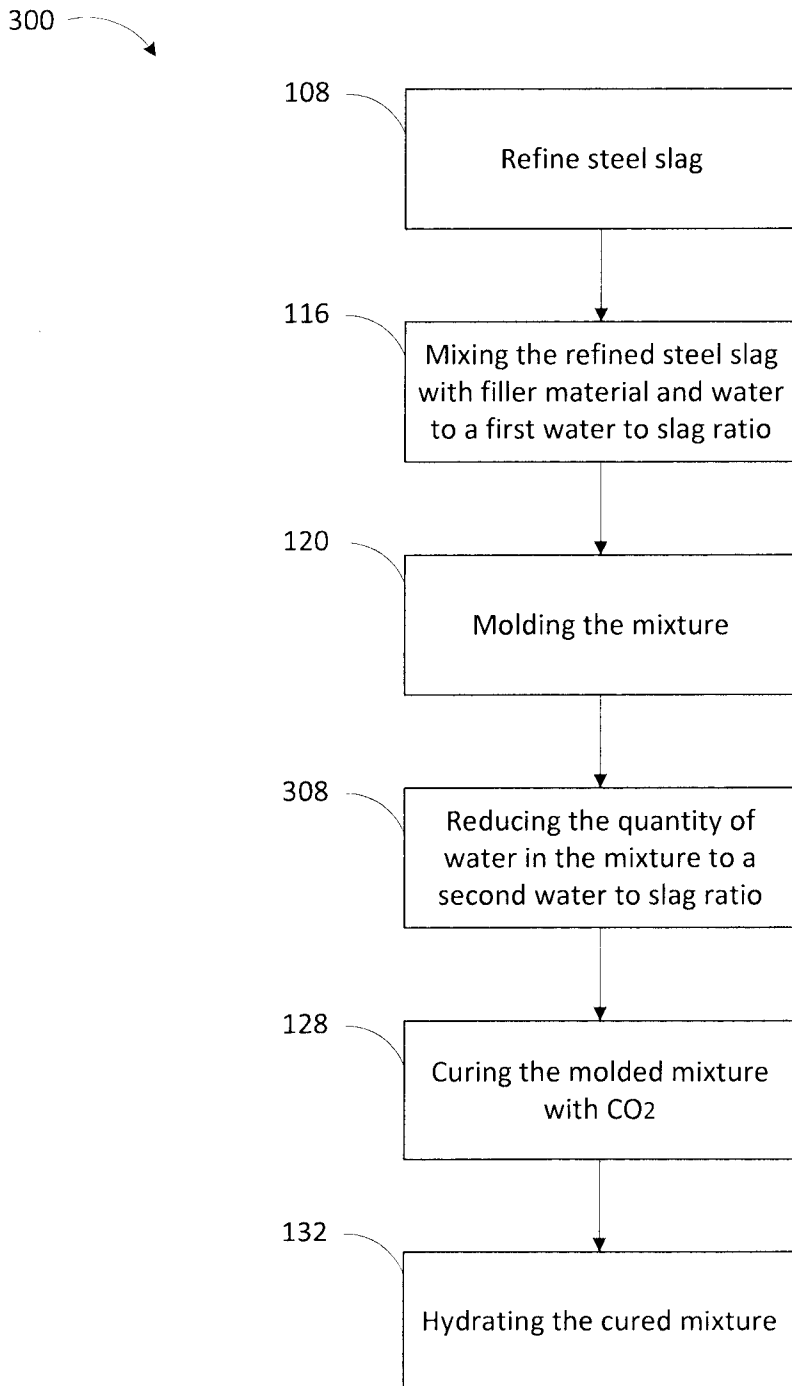 300
108
Refine steel slag
116
Mixing the refined steel slag
with filler material and water
to a first water to slag ratio
120
Molding the mixture
308
Reducing the quantity of
water in the mixture to a
second water to slag ratio
128
Curing the molded mixture
with CO2
132
Hydrating the cured mixture